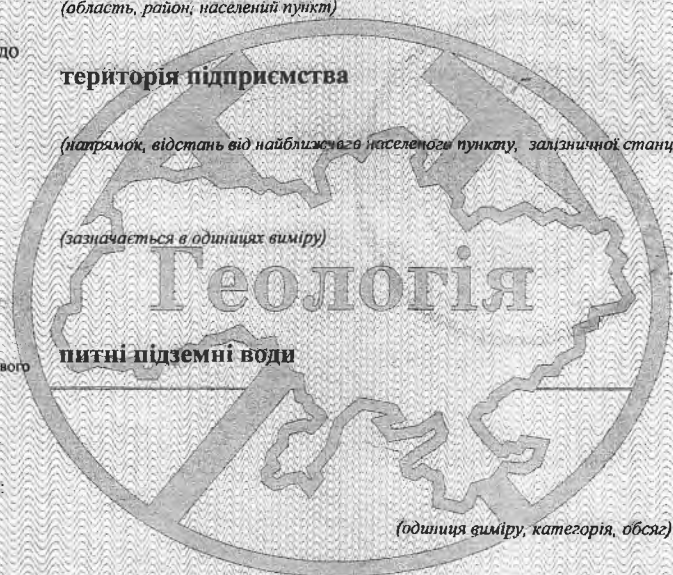 (область, район, населений пункт)
до
територія підприємства
(напрямок, відстань від найближчого населеного пункту, залізничної станц
(зазначається в одиницях виміру)
Геологія
питні підземні води
вого
:
(одиниця виміру, категорія, обсяг)